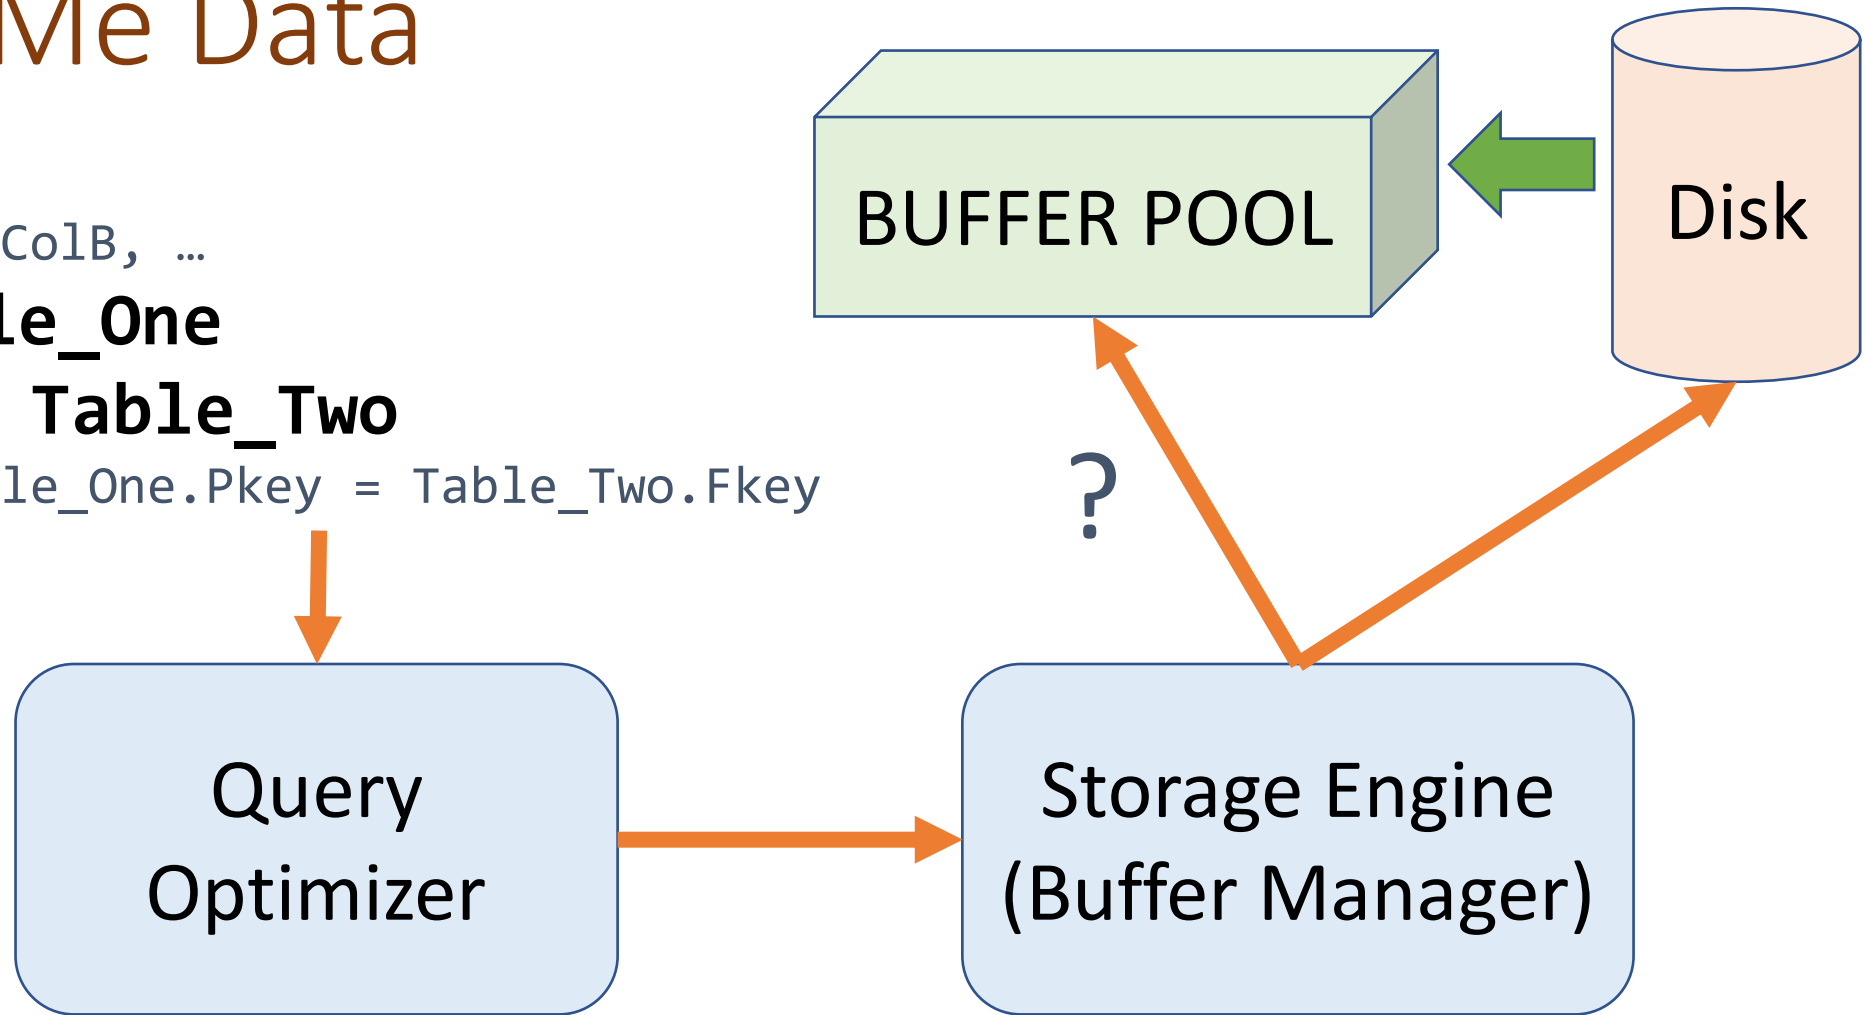 Me Data
ColB, …
le_One
Table_Two
le_One.Pkey = Table_Two.Fkey
BUFFER POOL
Disk
?
Query
Optimizer
Storage Engine
(Buffer Manager)